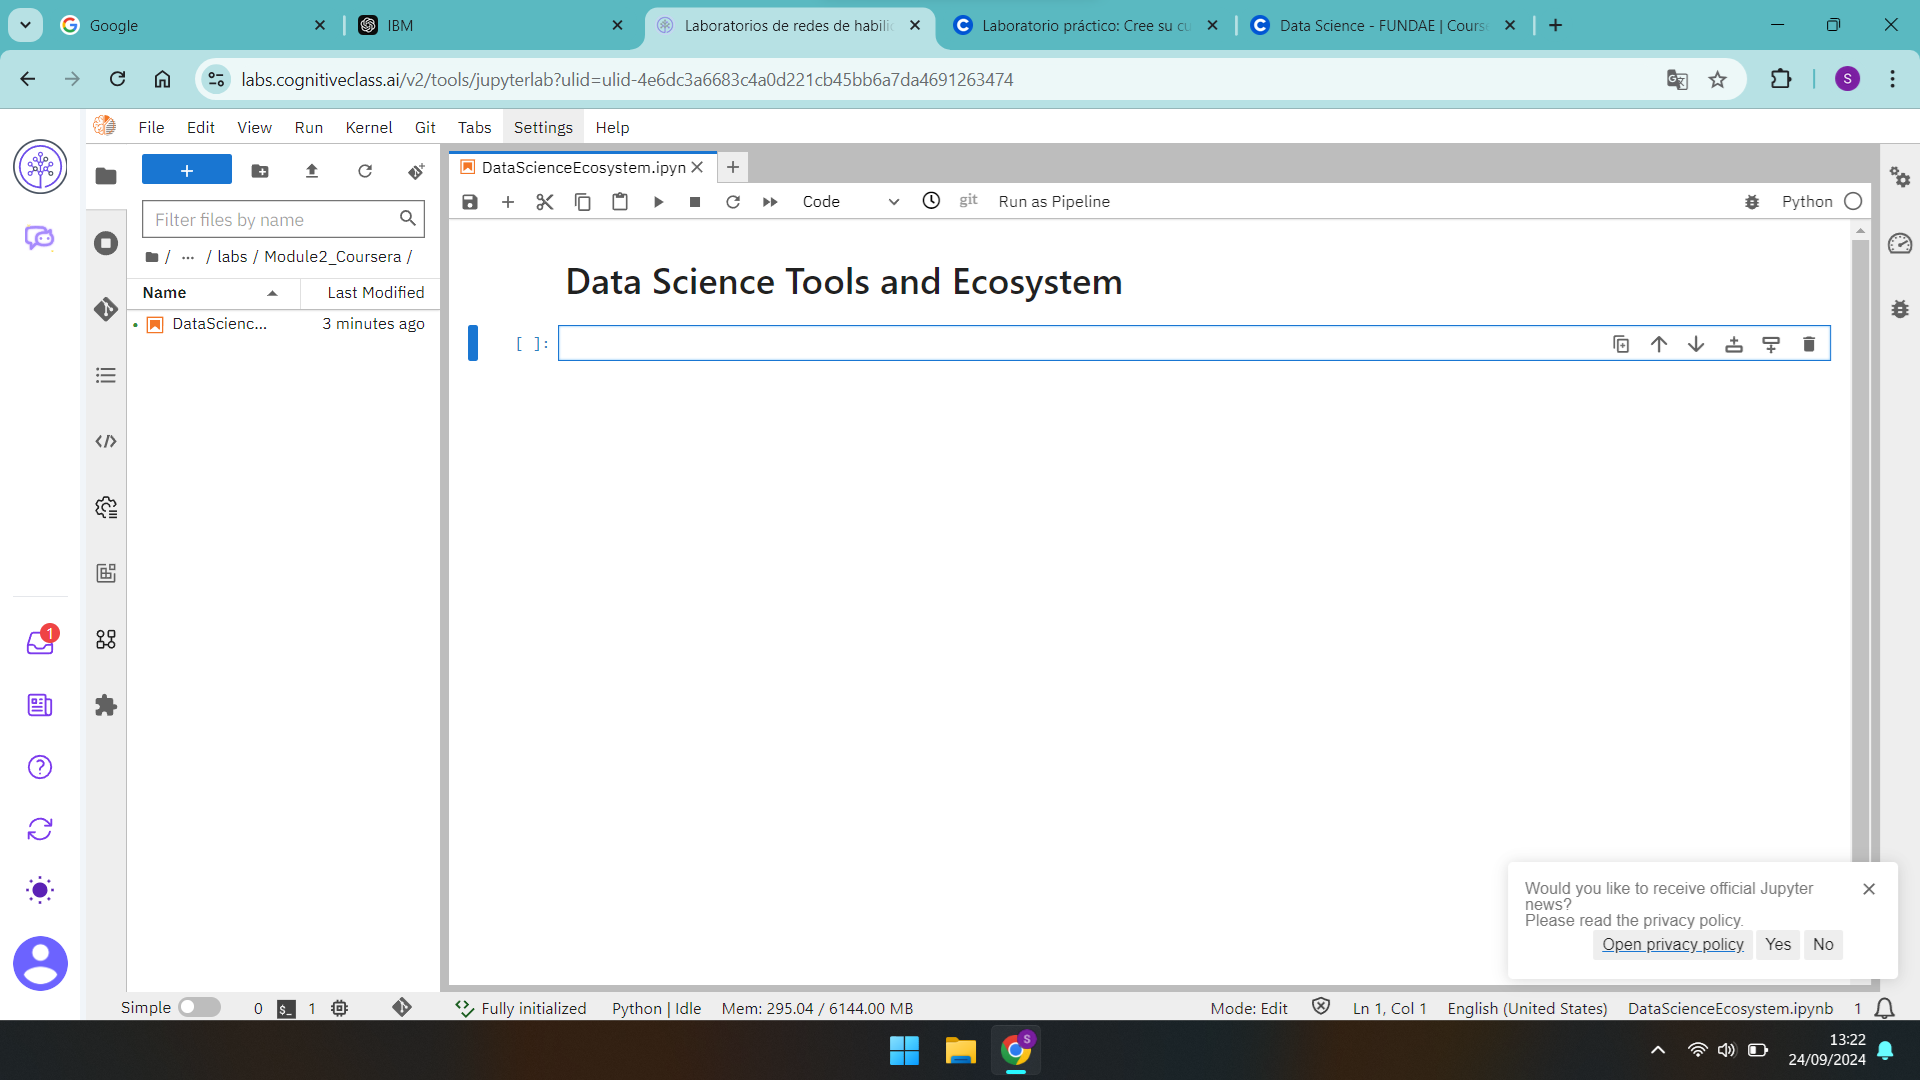 Google
IBM
Laboratorios de redes de habilid
Laboratorio práctico: Cree su cu
Data Science - FUNDAE | Course
labs.cognitiveclass.ai/v2/tools/jupyterlab?ulid=ulid-4e6dc3a6683c4a0d221cb45bb6a7da4691263474
S
File Edit View Run Kernel Git Tabs Settings Help
DataScienceEcosystem.ipyn
Code git Run as Pipeline Python
Filter files by name
/ ... / labs / Module2_Coursera /
Name Last Modified
DataScienc... 3 minutes ago
Data Science Tools and Ecosystem
[ ]:
1
Would you like to receive official Jupyter
news?
Please read the privacy policy.
Open privacy policy Yes No
Simple 0 $_ 1 Fully initialized Python | Idle Mem: 295.04 / 6144.00 MB Mode: Edit Ln 1, Col 1 English (United States) DataScienceEcosystem.ipynb 1
S
13:22
24/09/2024